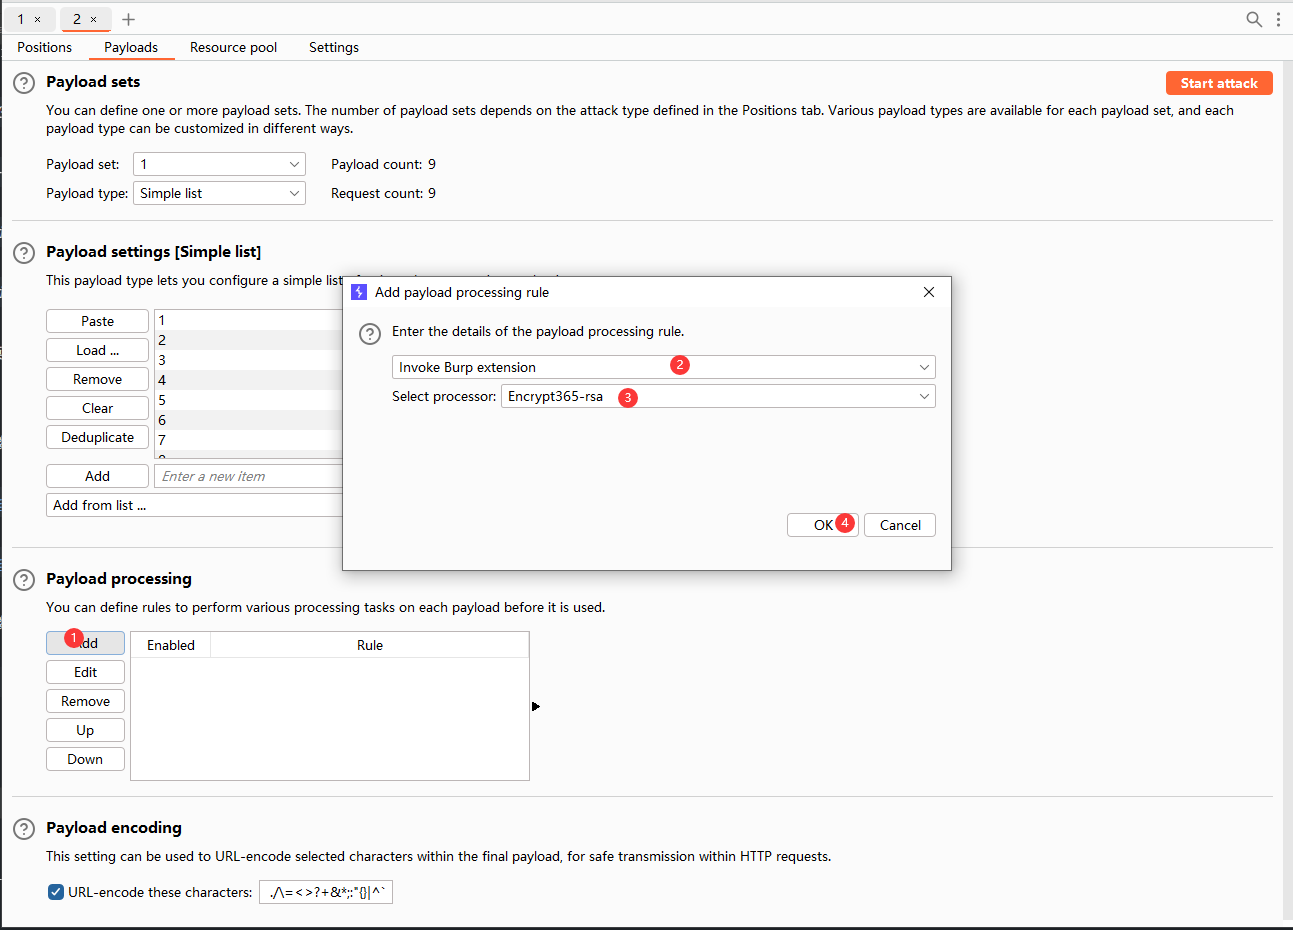 1 × 2 × +
Positions Payloads Resource pool Settings
Payload sets
Start attack
You can define one or more payload sets. The number of payload sets depends on the attack type defined in the Positions tab. Various payload types are available for each payload set, and each
payload type can be customized in different ways.
Payload set: 1 Payload count: 9
Payload type: Simple list Request count: 9
Payload settings [Simple list]
This payload type lets you configure a simple list
Paste
Load ...
Remove
Clear
Deduplicate
1
2
3
4
5
6
7
Add Enter a new item
Add from list ...
Add payload processing rule
Enter the details of the payload processing rule.
Invoke Burp extension 2
Select processor: Encrypt365-rsa 3
OK 4 Cancel
Payload processing
You can define rules to perform various processing tasks on each payload before it is used.
1 dd
Edit
Remove
Up
Down
Enabled Rule
Payload encoding
This setting can be used to URL-encode selected characters within the final payload, for safe transmission within HTTP requests.
URL-encode these characters: ./\=<>?+&*;:"{}|^`